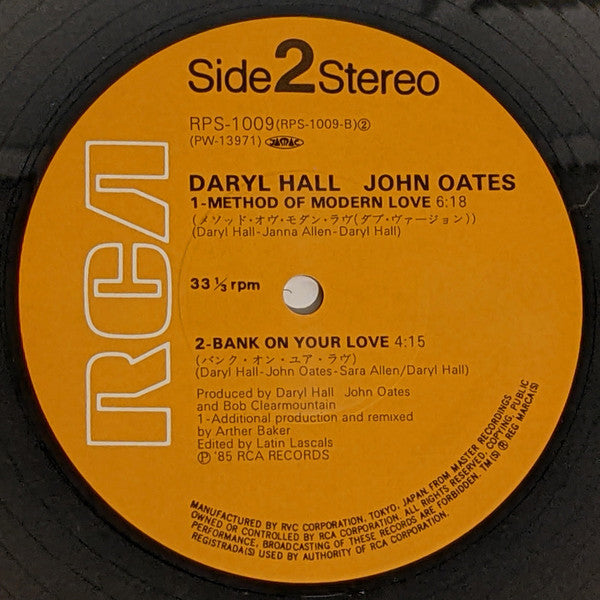 Side 2 Stereo
RPS-1009(RPS-1009-B)②
(PW-13971) JASRAC
RCA
DARYL HALL JOHN OATES
1-METHOD OF MODERN LOVE 6:18
(メソッド・オヴ・モダン・ラヴ(ダブ・ヴァージョン))
(Daryl Hall-Janna Allen-Daryl Hall)
33 1/3 rpm
2-BANK ON YOUR LOVE 4:15
(バンク・オン・ユア・ラヴ)
(Daryl Hall-John Oates-Sara Allen/Daryl Hall)
Produced by Daryl Hall John Oates
and Bob Clearmountain
1-Additional production and remixed
by Arther Baker
Edited by Latin Lascals
Ⓟ '85 RCA RECORDS
MANUFACTURED BY RVC CORPORATION, TOKYO, JAPAN FROM MASTER RECORDINGS
OWNED OR CONTROLLED BY RCA CORPORATION. ALL RIGHTS RESERVED. COPYING, PUBLIC
PERFORMANCE, BROADCASTING OF THESE RECORDS ARE FORBIDDEN. TM(S) ® REG MARCA(S)
REGISTRADA(S) USED BY AUTHORITY OF RCA CORPORATION.